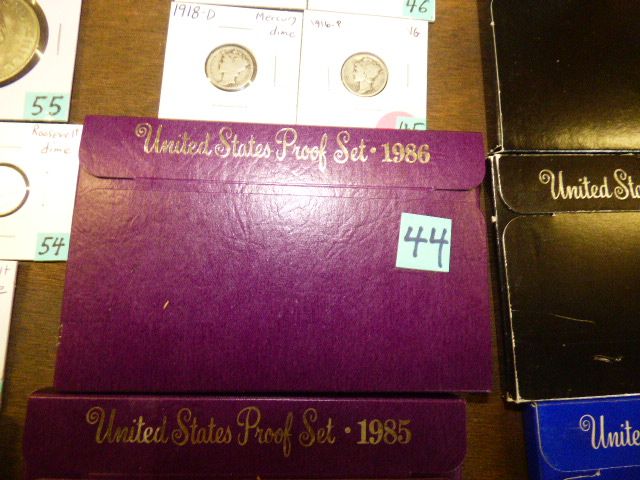 46
1918-D
Mercury
dime
1916-P
1G
45
55
Roosevelt
dime
54
United States Proof Set · 1986
44
United Sta
United States Proof Set · 1985
Unite